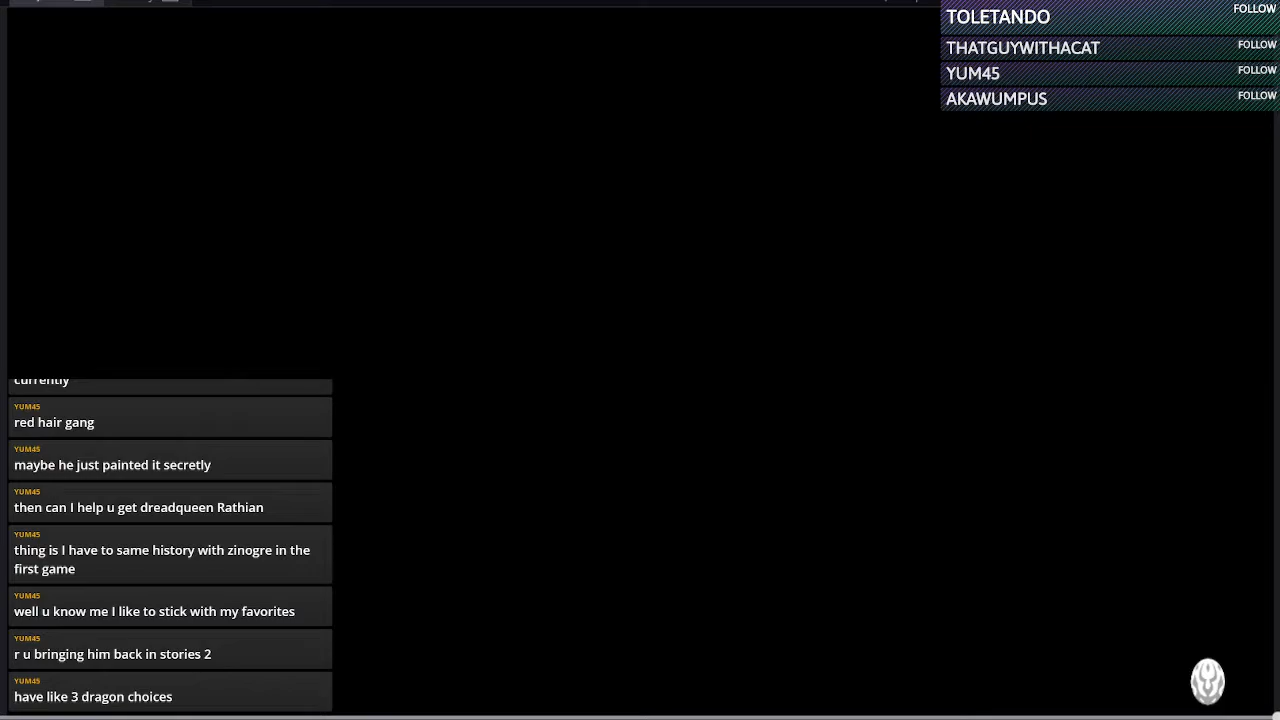 TOLETANDO FOLLOW
THATGUYWITHACAT FOLLOW
YUM45 FOLLOW
AKAWUMPUS FOLLOW
currently
YUM45
red hair gang
YUM45
maybe he just painted it secretly
YUM45
then can I help u get dreadqueen Rathian
YUM45
thing is I have to same history with zinogre in the
first game
YUM45
well u know me I like to stick with my favorites
YUM45
r u bringing him back in stories 2
YUM45
have like 3 dragon choices